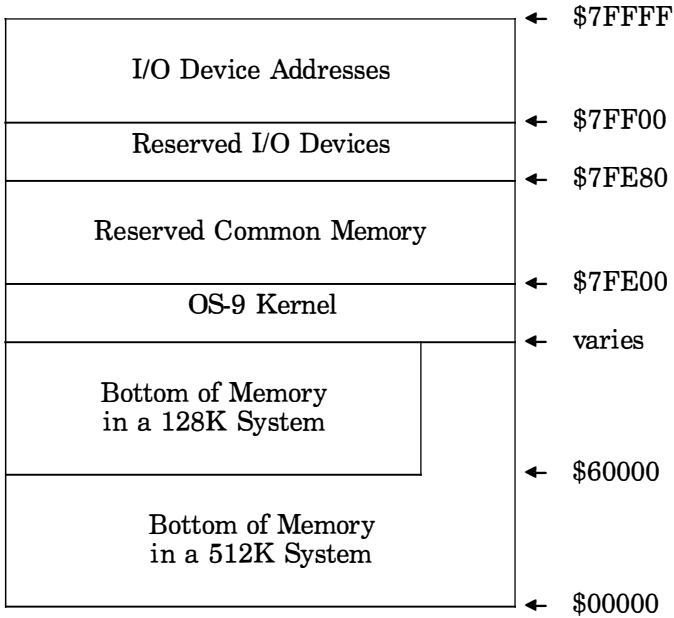 $7FFFF
I/O Device Addresses
$7FF00
Reserved I/O Devices
$7FE80
Reserved Common Memory
$7FE00
OS-9 Kernel
varies
Bottom of Memory
in a 128K System
$60000
Bottom of Memory
in a 512K System
$00000